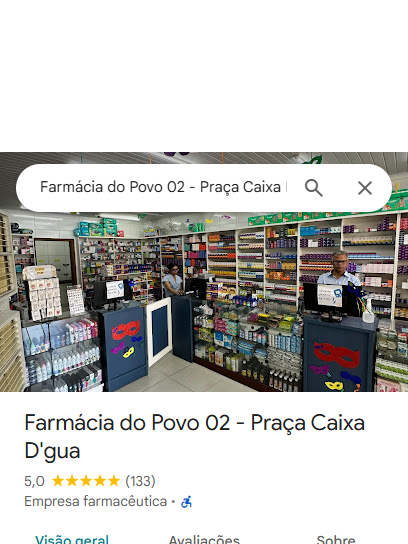 Farmácia do Povo 02 - Praça Caixa
Farmácia do Povo 02 - Praça Caixa
D'gua
5,0 (133)
Empresa farmacêutica •
Visão geral Avaliações Sobre